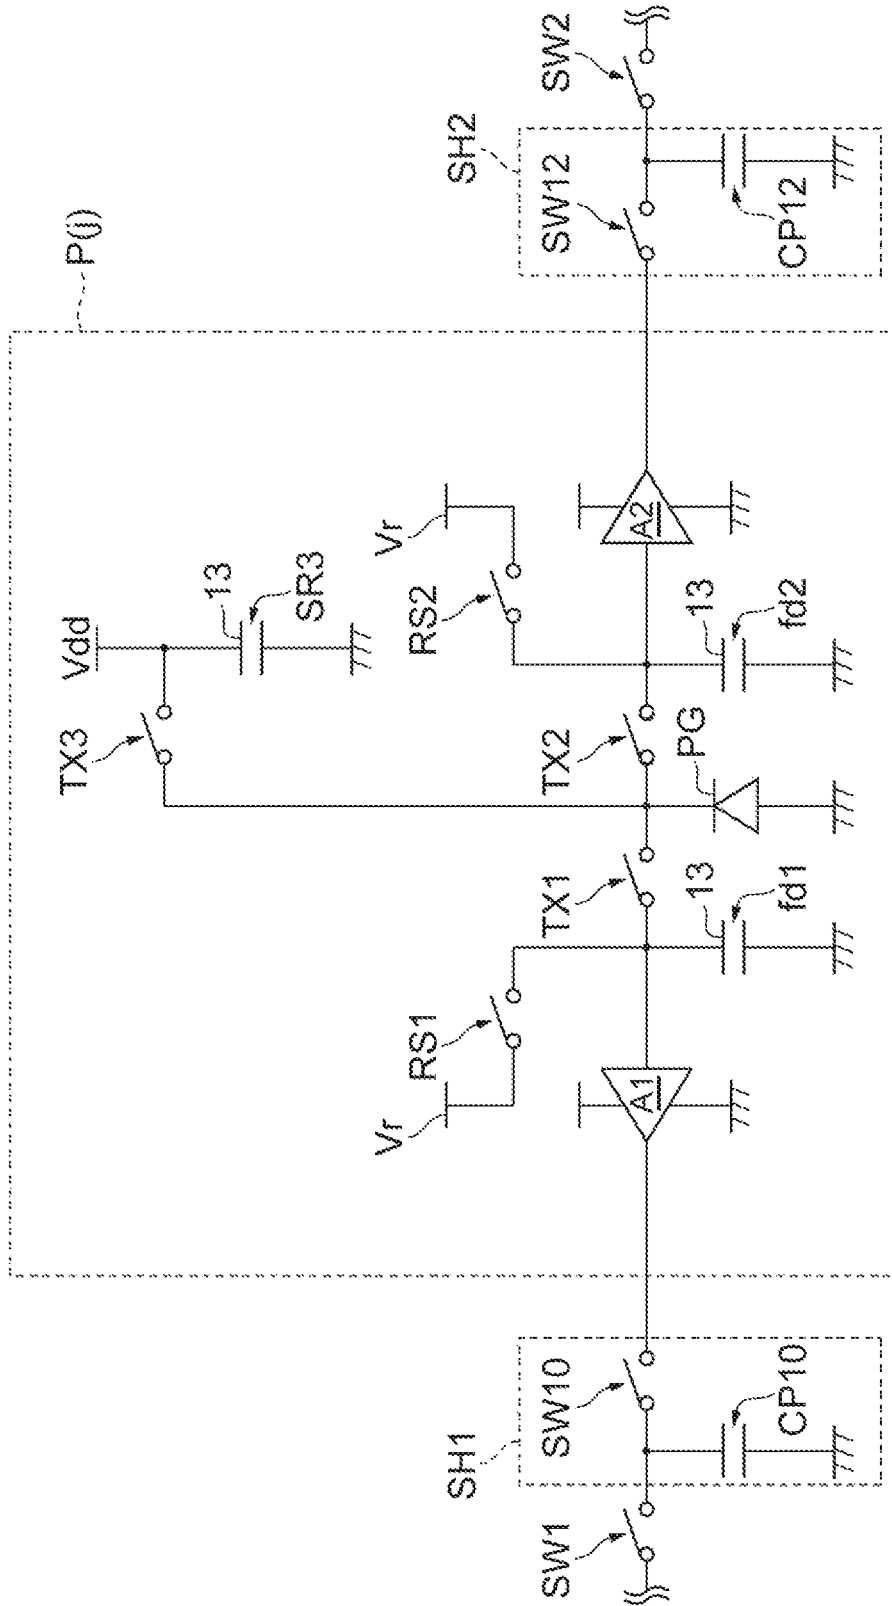 P(j)
Vdd
TX3
13
SR3
Vr
RS1
Vr
RS2
SH1
SH2
SW1
SW10
TX1
TX2
SW12
SW2
A1
A2
CP10
13
fd1
PG
13
fd2
CP12